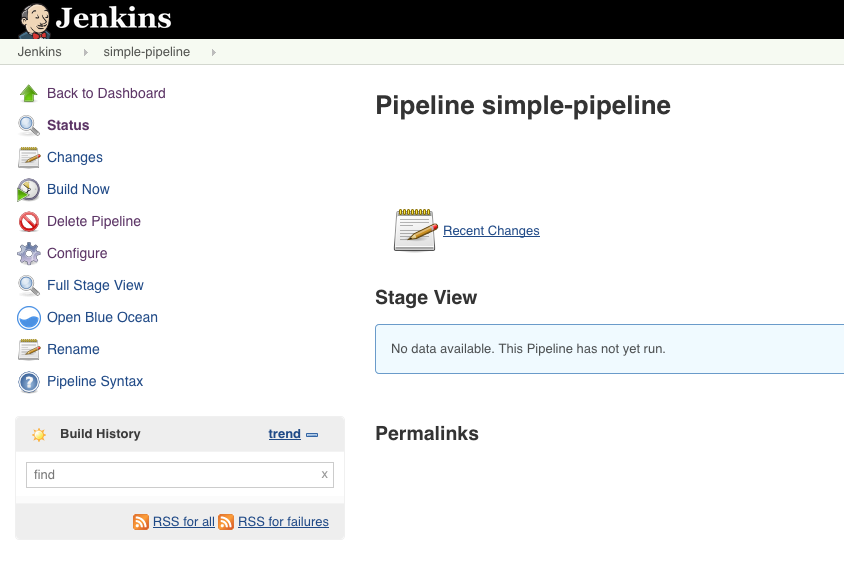 Jenkins
Jenkins simple-pipeline
Back to Dashboard
Status
Changes
Build Now
Delete Pipeline
Configure
Full Stage View
Open Blue Ocean
Rename
Pipeline Syntax
Build History trend
find x
RSS for all RSS for failures
Pipeline simple-pipeline
Recent Changes
Stage View
No data available. This Pipeline has not yet run.
Permalinks